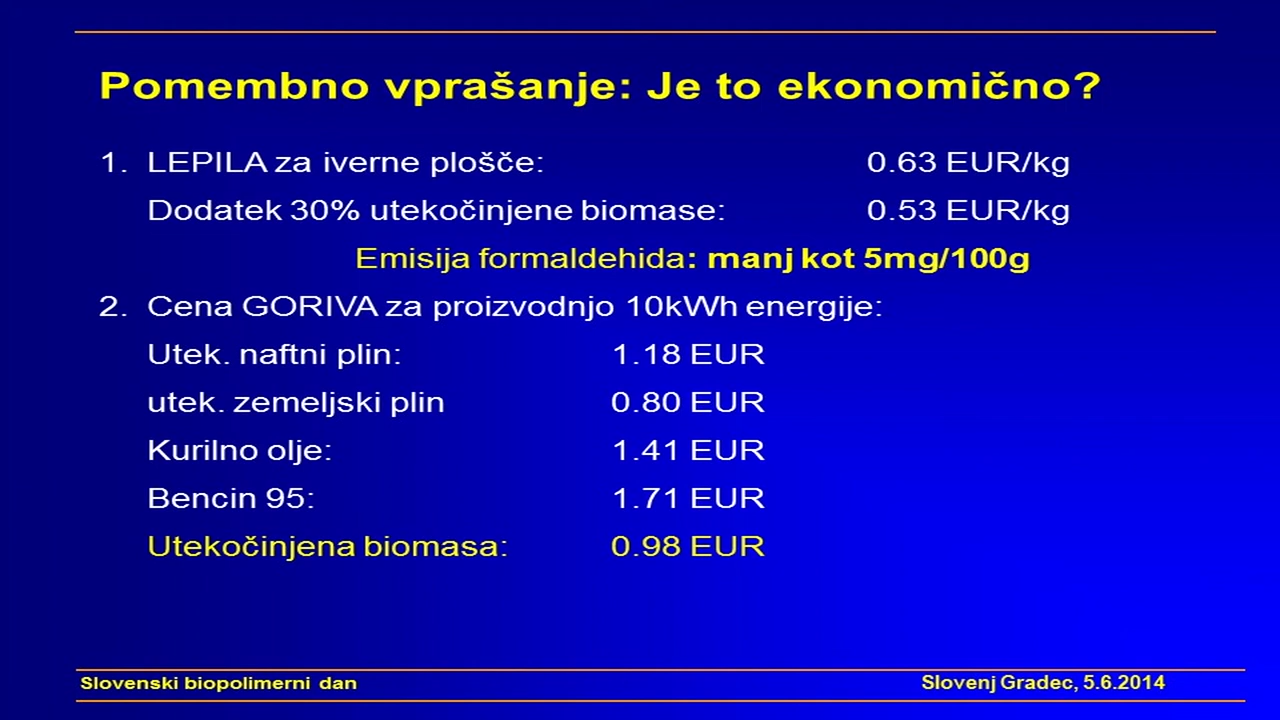 Pomembno vprašanje: Je to ekonomično?
1. LEPILA za iverne plošče: 0.63 EUR/kg
Dodatek 30% utekočinjene biomase: 0.53 EUR/kg
Emisija formaldehida: manj kot 5mg/100g
2. Cena GORIVA za proizvodnjo 10kWh energije:
Utek. naftni plin: 1.18 EUR
utek. zemeljski plin 0.80 EUR
Kurilno olje: 1.41 EUR
Bencin 95: 1.71 EUR
Utekočinjena biomasa: 0.98 EUR
Slovenski biopolimerni dan Slovenj Gradec, 5.6.2014